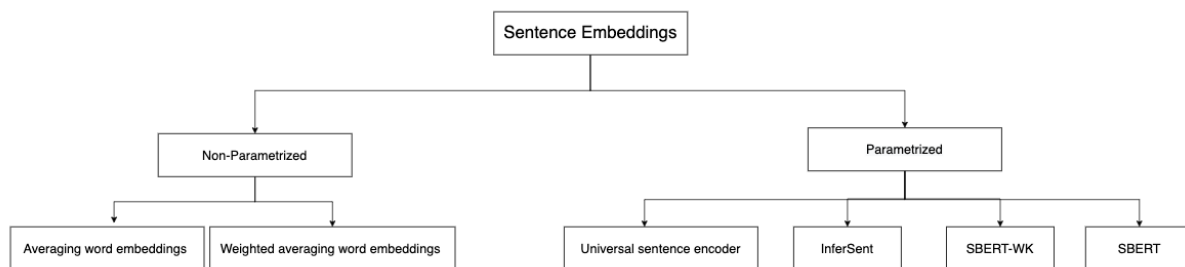 Sentence Embeddings
Non-Parametrized
Parametrized
Averaging word embeddings
Weighted averaging word embeddings
Universal sentence encoder
InferSent
SBERT-WK
SBERT